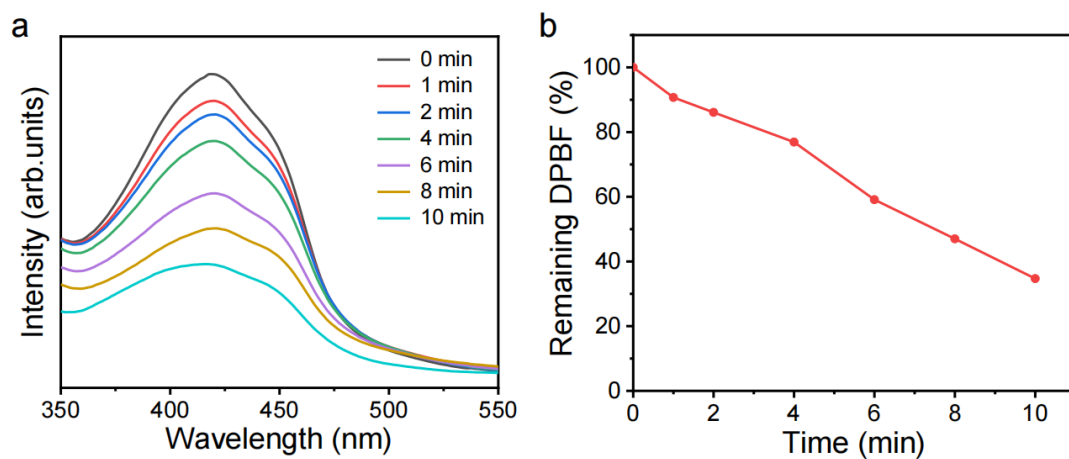 a
Intensity (arb.units)
0 min
1 min
2 min
4 min
6 min
8 min
10 min
350 400 450 500 550
Wavelength (nm)
b
Remaining DPBF (%)
100
80
60
40
20
0
0 2 4 6 8 10
Time (min)